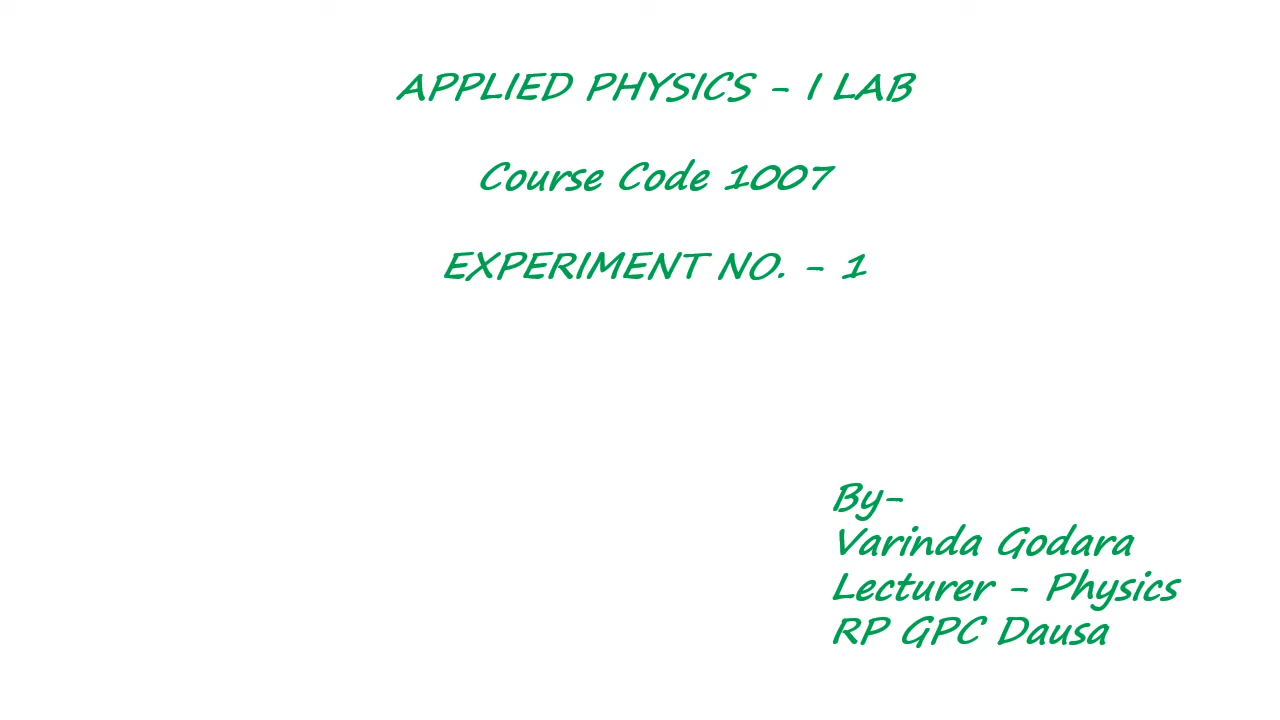 APPLIED PHYSICS - I LAB
Course Code 1007
EXPERIMENT NO. - 1
By-
Varinda Godara
Lecturer - Physics
RP GPC Dausa